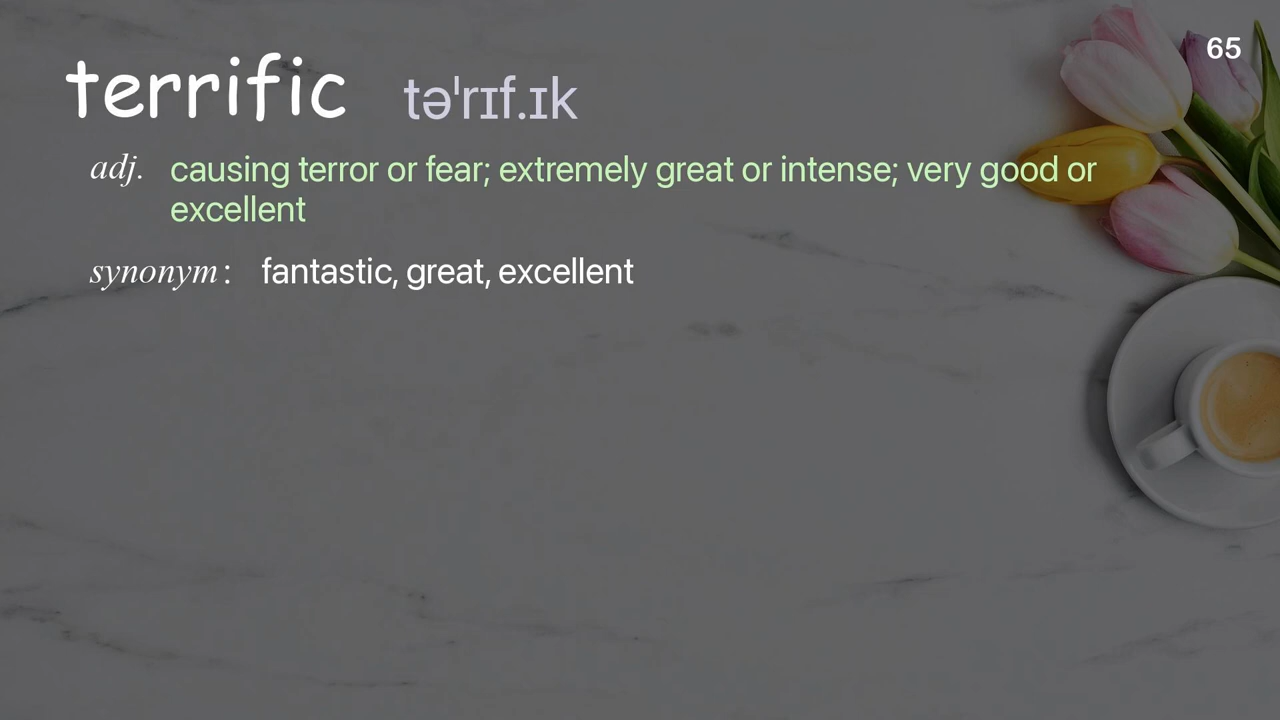 65
terrific təˈrɪf.ɪk
adj. causing terror or fear; extremely great or intense; very good or
excellent
synonym: fantastic, great, excellent